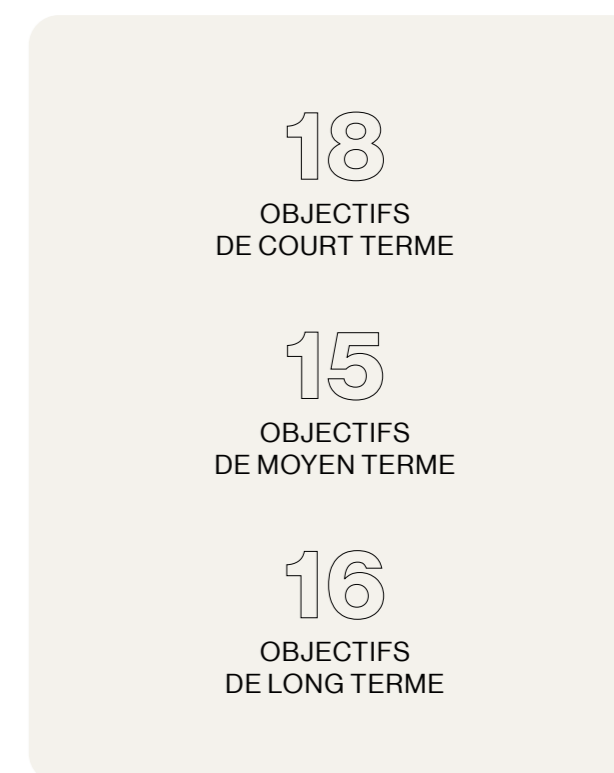 18
OBJECTIFS
DE COURT TERME
15
OBJECTIFS
DE MOYEN TERME
16
OBJECTIFS
DE LONG TERME